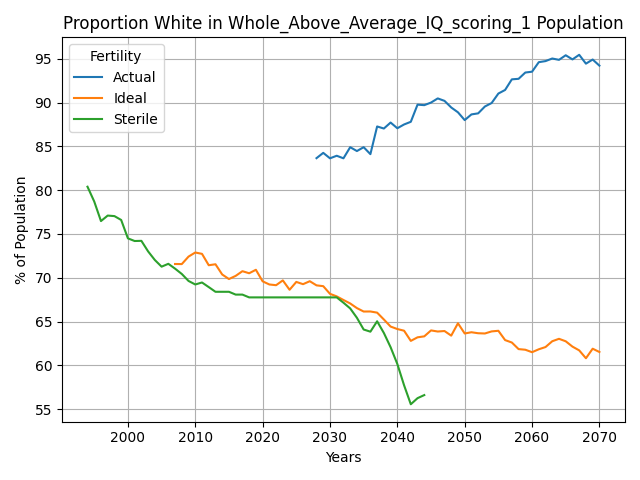 Proportion White in Whole_Above_Average_IQ_scoring_1 Population
Fertility
Actual
Ideal
Sterile
% of Population
95
90
85
80
75
70
65
60
55
2000
2010
2020
2030
2040
2050
2060
2070
Years